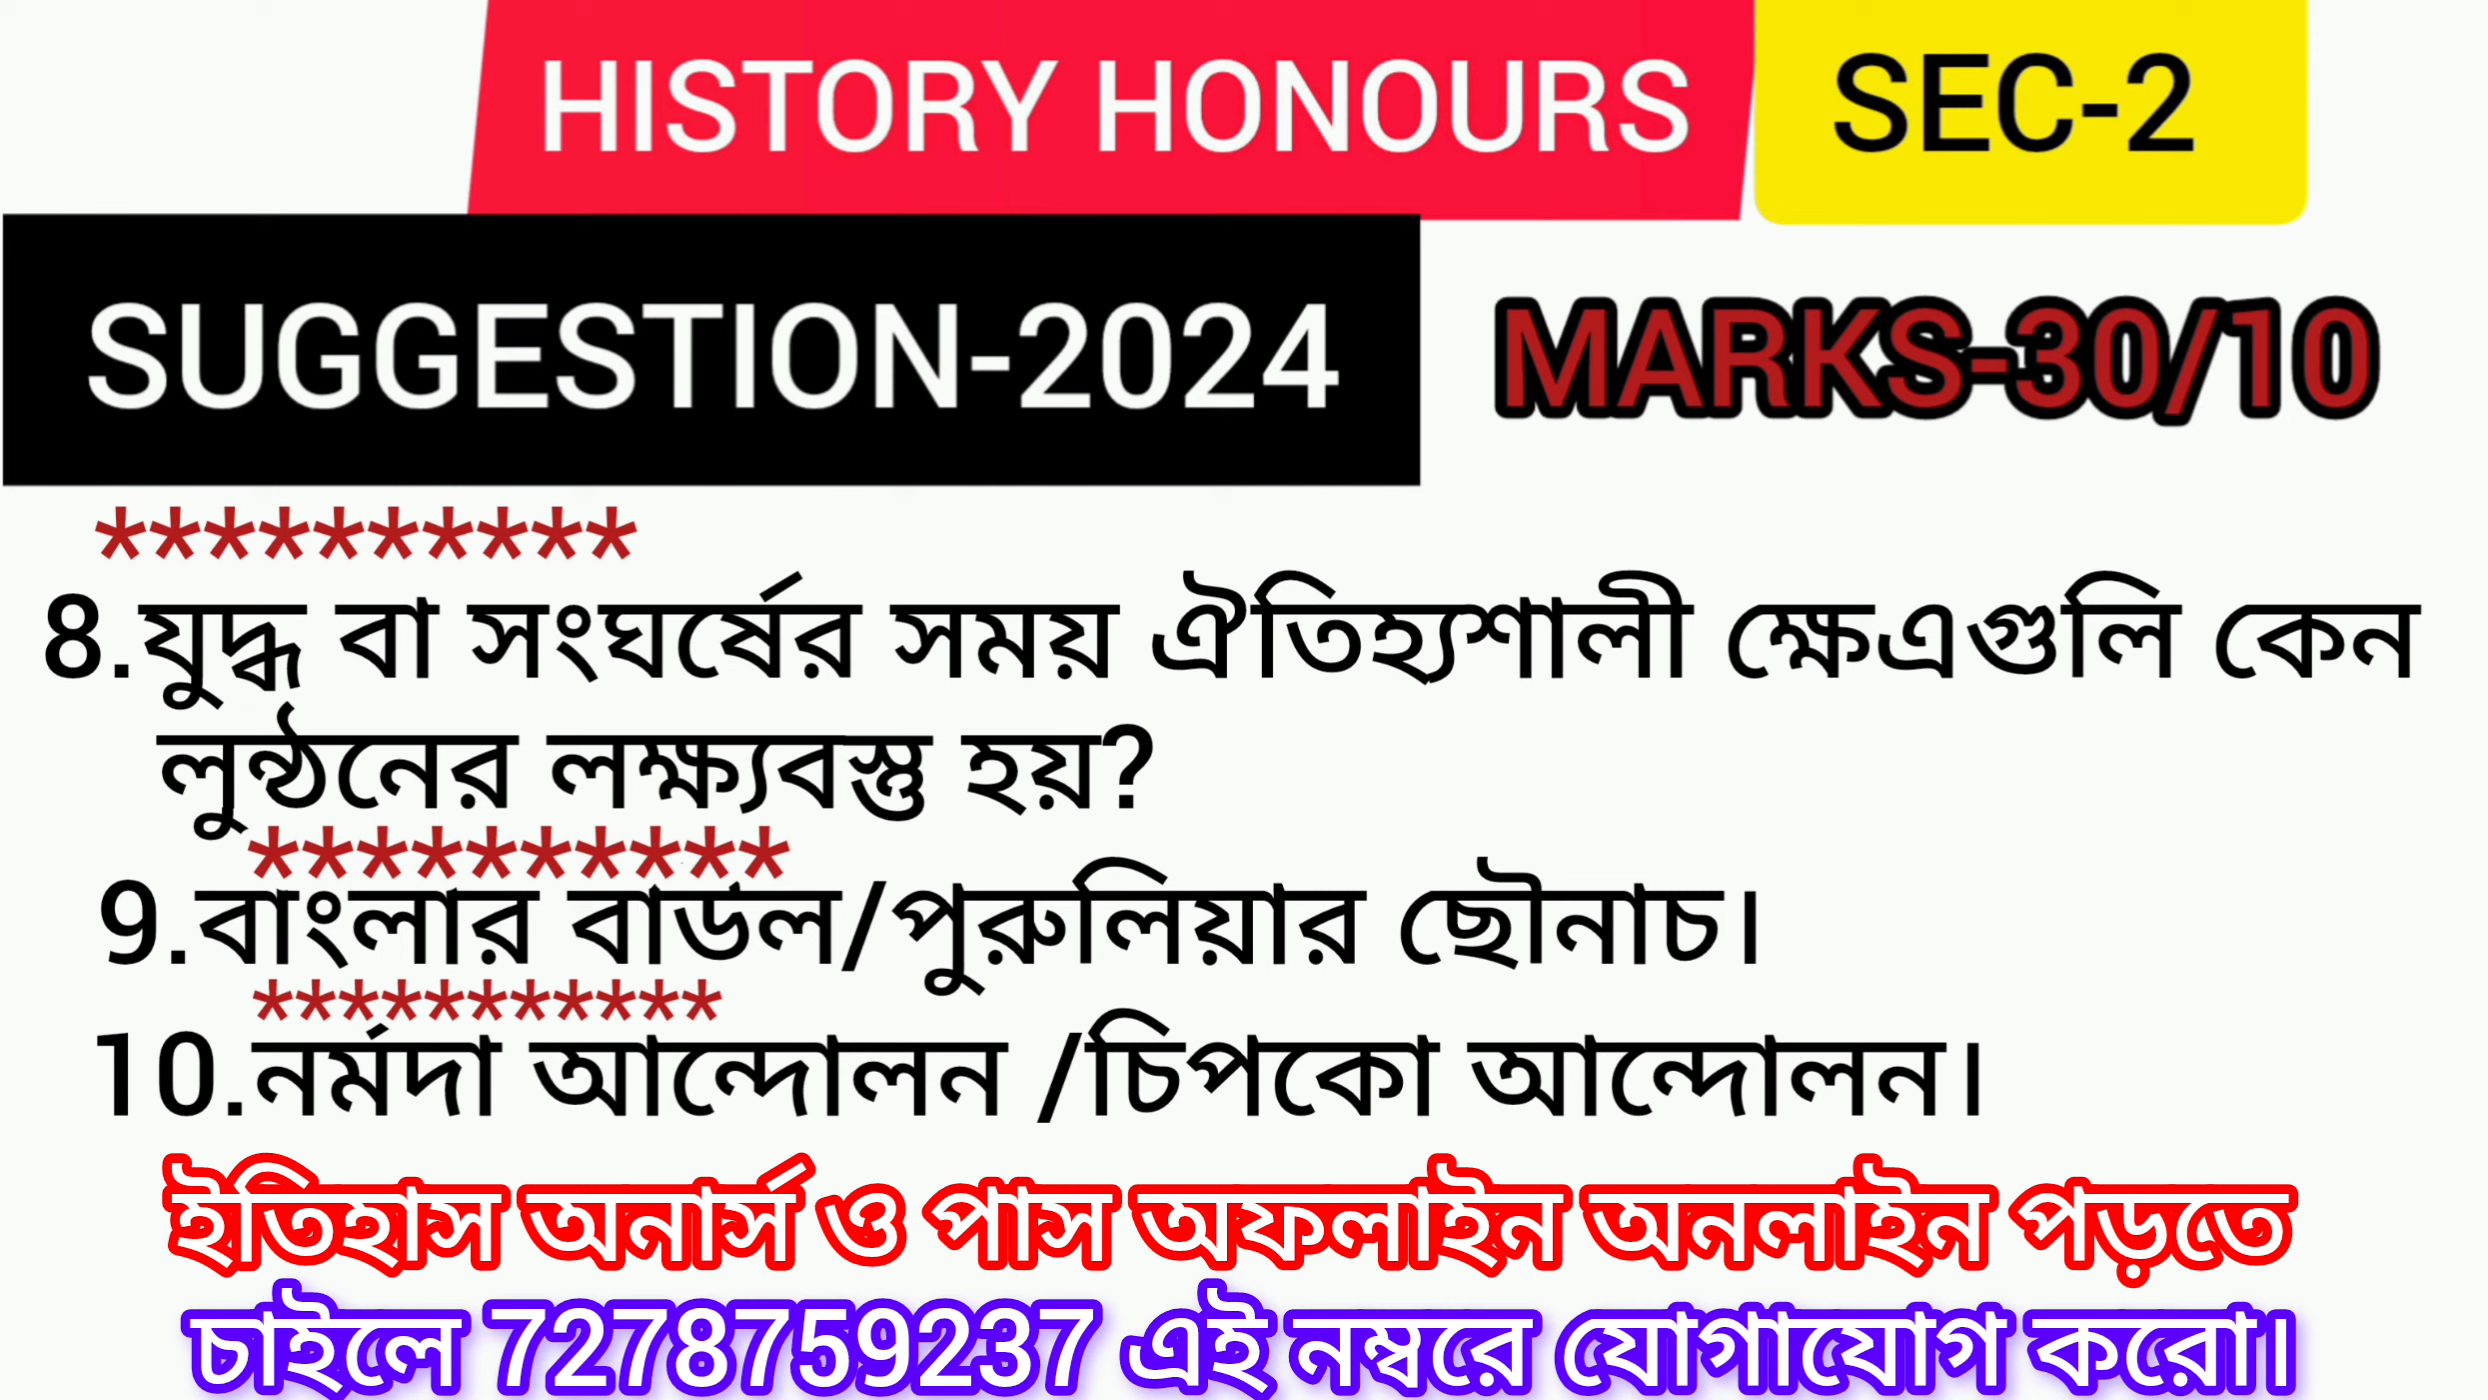 HISTORY HONOURS SEC-2
SUGGESTION-2024 MARKS-30/10
**********
8.যুদ্ধ বা সংঘর্ষের সময় ঐতিহ্যশালী ক্ষেএগুলি কেন
লুন্ঠনের লক্ষ্যবস্তু হয়?
**********
9.বাংলার বাউল/পুরুলিয়ার ছৌনাচ।
***********
10.নর্মদা আন্দোলন /চিপকো আন্দোলন।
ইতিহাস অনার্স ও পাস অফলাইন অনলাইন পড়তে
চাইলে 7278759237 এই নম্বরে যোগাযোগ করো।